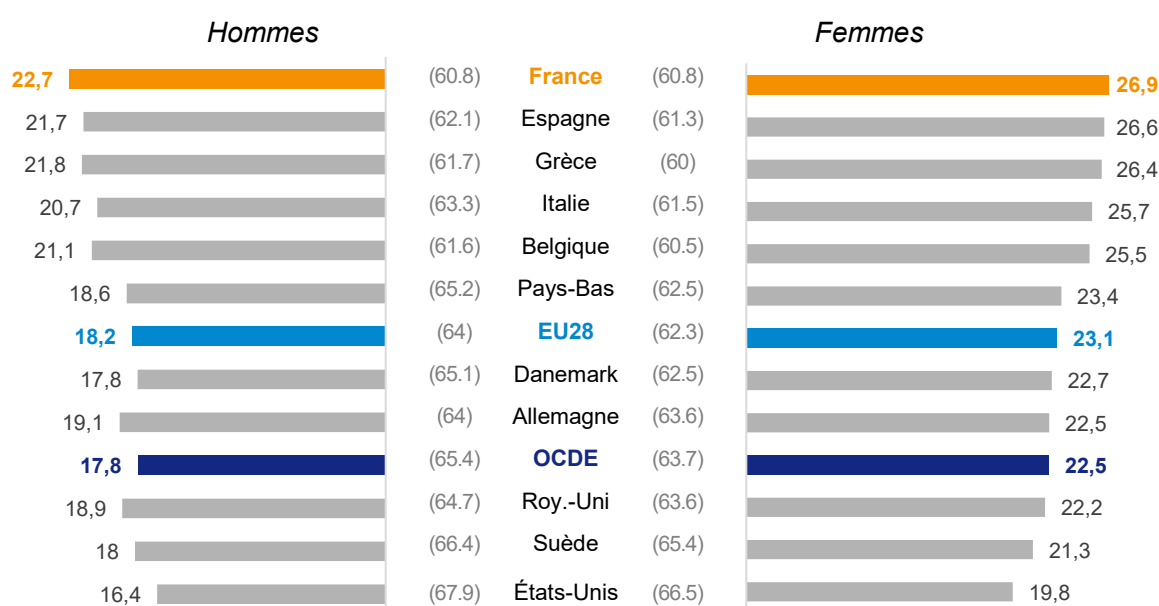 Hommes Femmes
22,7 (60.8) France (60.8) 26,9
21,7 (62.1) Espagne (61.3) 26,6
21,8 (61.7) Grèce (60) 26,4
20,7 (63.3) Italie (61.5) 25,7
21,1 (61.6) Belgique (60.5) 25,5
18,6 (65.2) Pays-Bas (62.5) 23,4
18,2 (64) EU28 (62.3) 23,1
17,8 (65.1) Danemark (62.5) 22,7
19,1 (64) Allemagne (63.6) 22,5
17,8 (65.4) OCDE (63.7) 22,5
18,9 (64.7) Roy.-Uni (63.6) 22,2
18 (66.4) Suède (65.4) 21,3
16,4 (67.9) États-Unis (66.5) 19,8